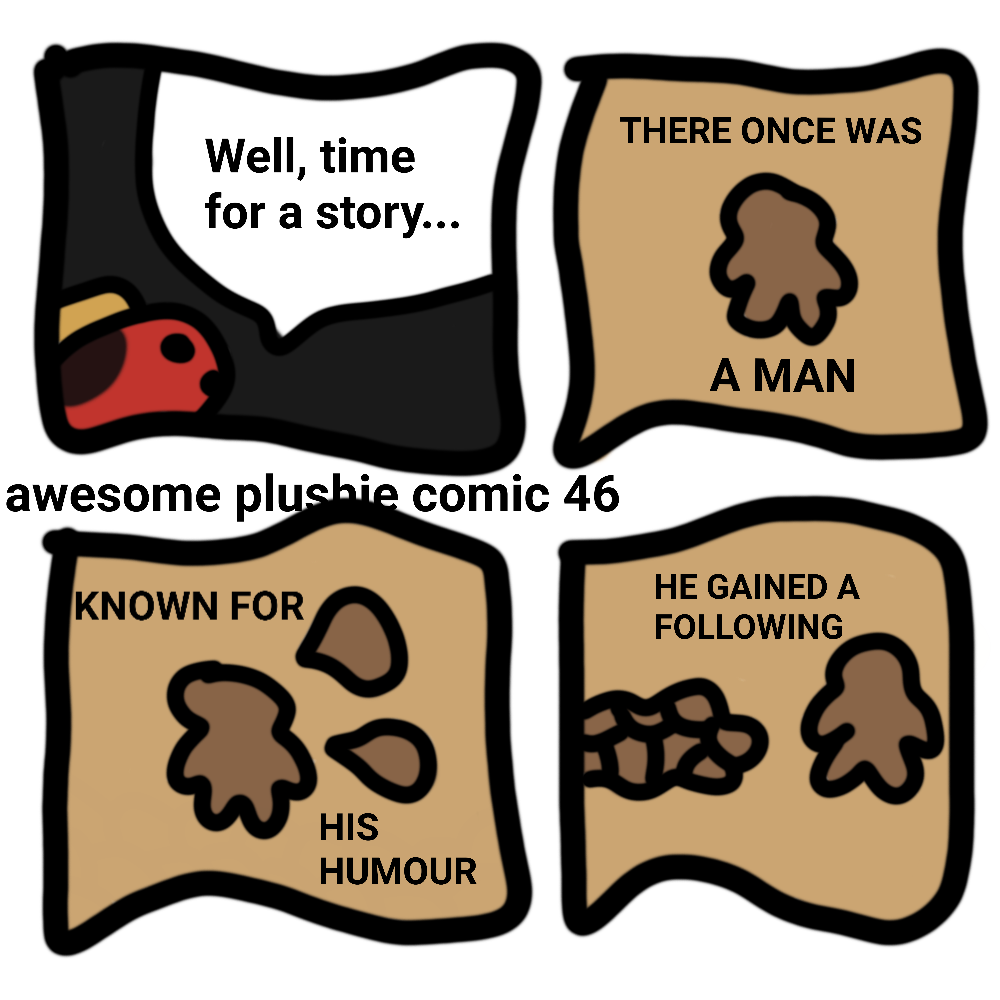 Well, time
for a story...
THERE ONCE WAS
A MAN
awesome plushie comic 46
KNOWN FOR
HIS
HUMOUR
HE GAINED A
FOLLOWING